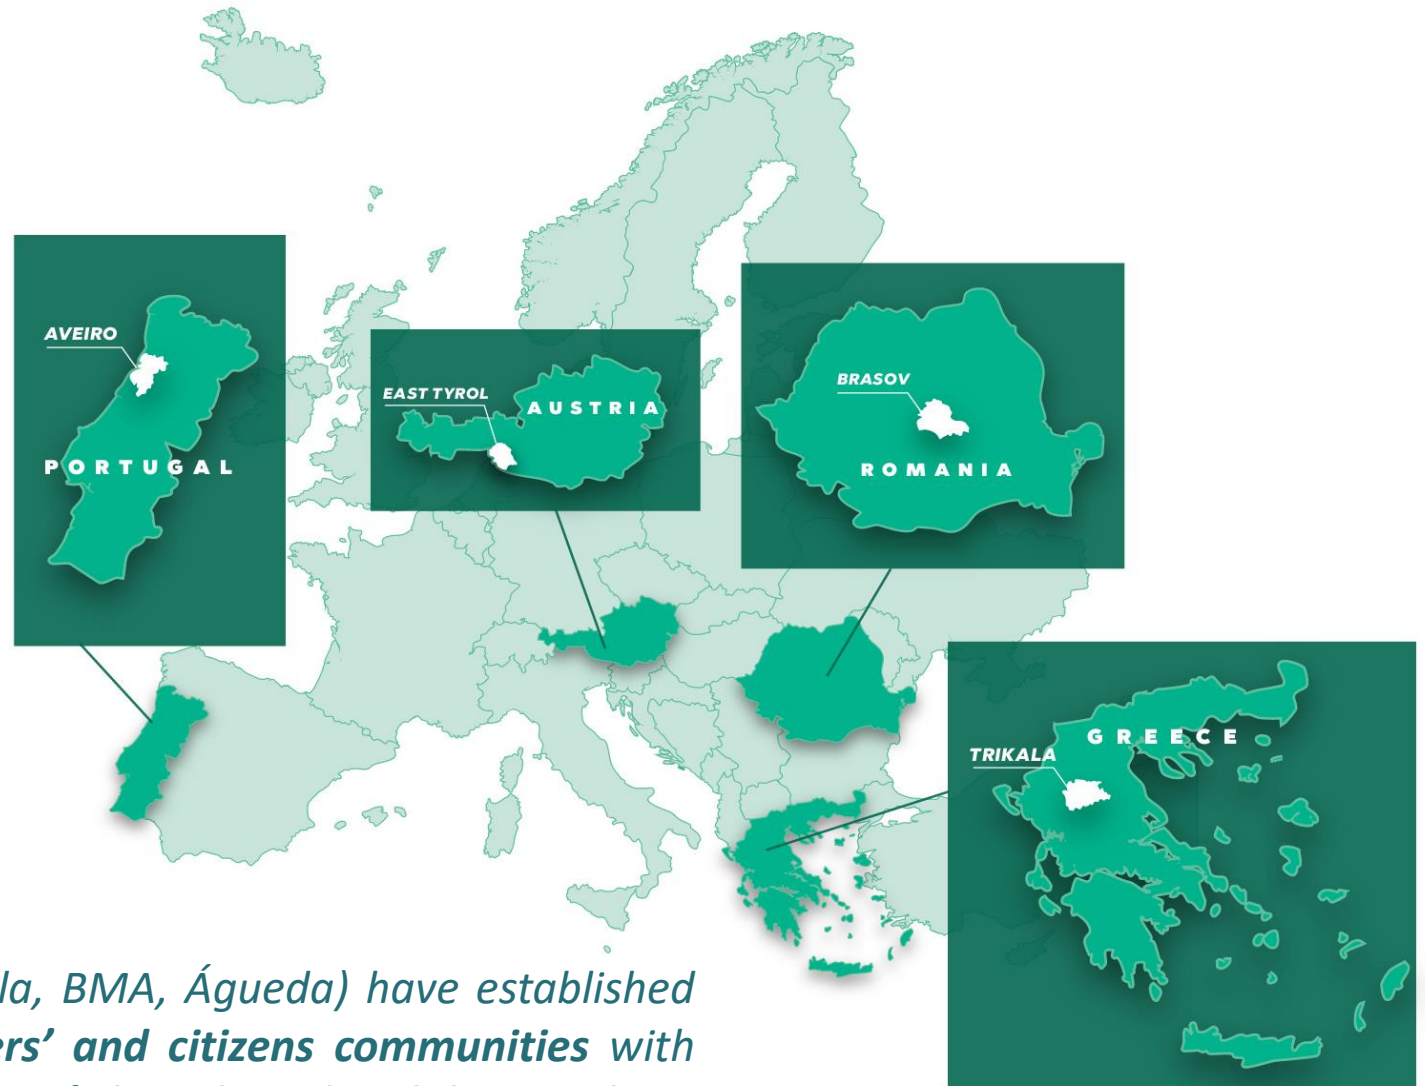 AVEIRO
PORTUGAL
EAST TYROL
AUSTRIA
BRASOV
ROMANIA
GREECE
TRIKALA
la, BMA, Águeda) have established
ers’ and citizens communities with